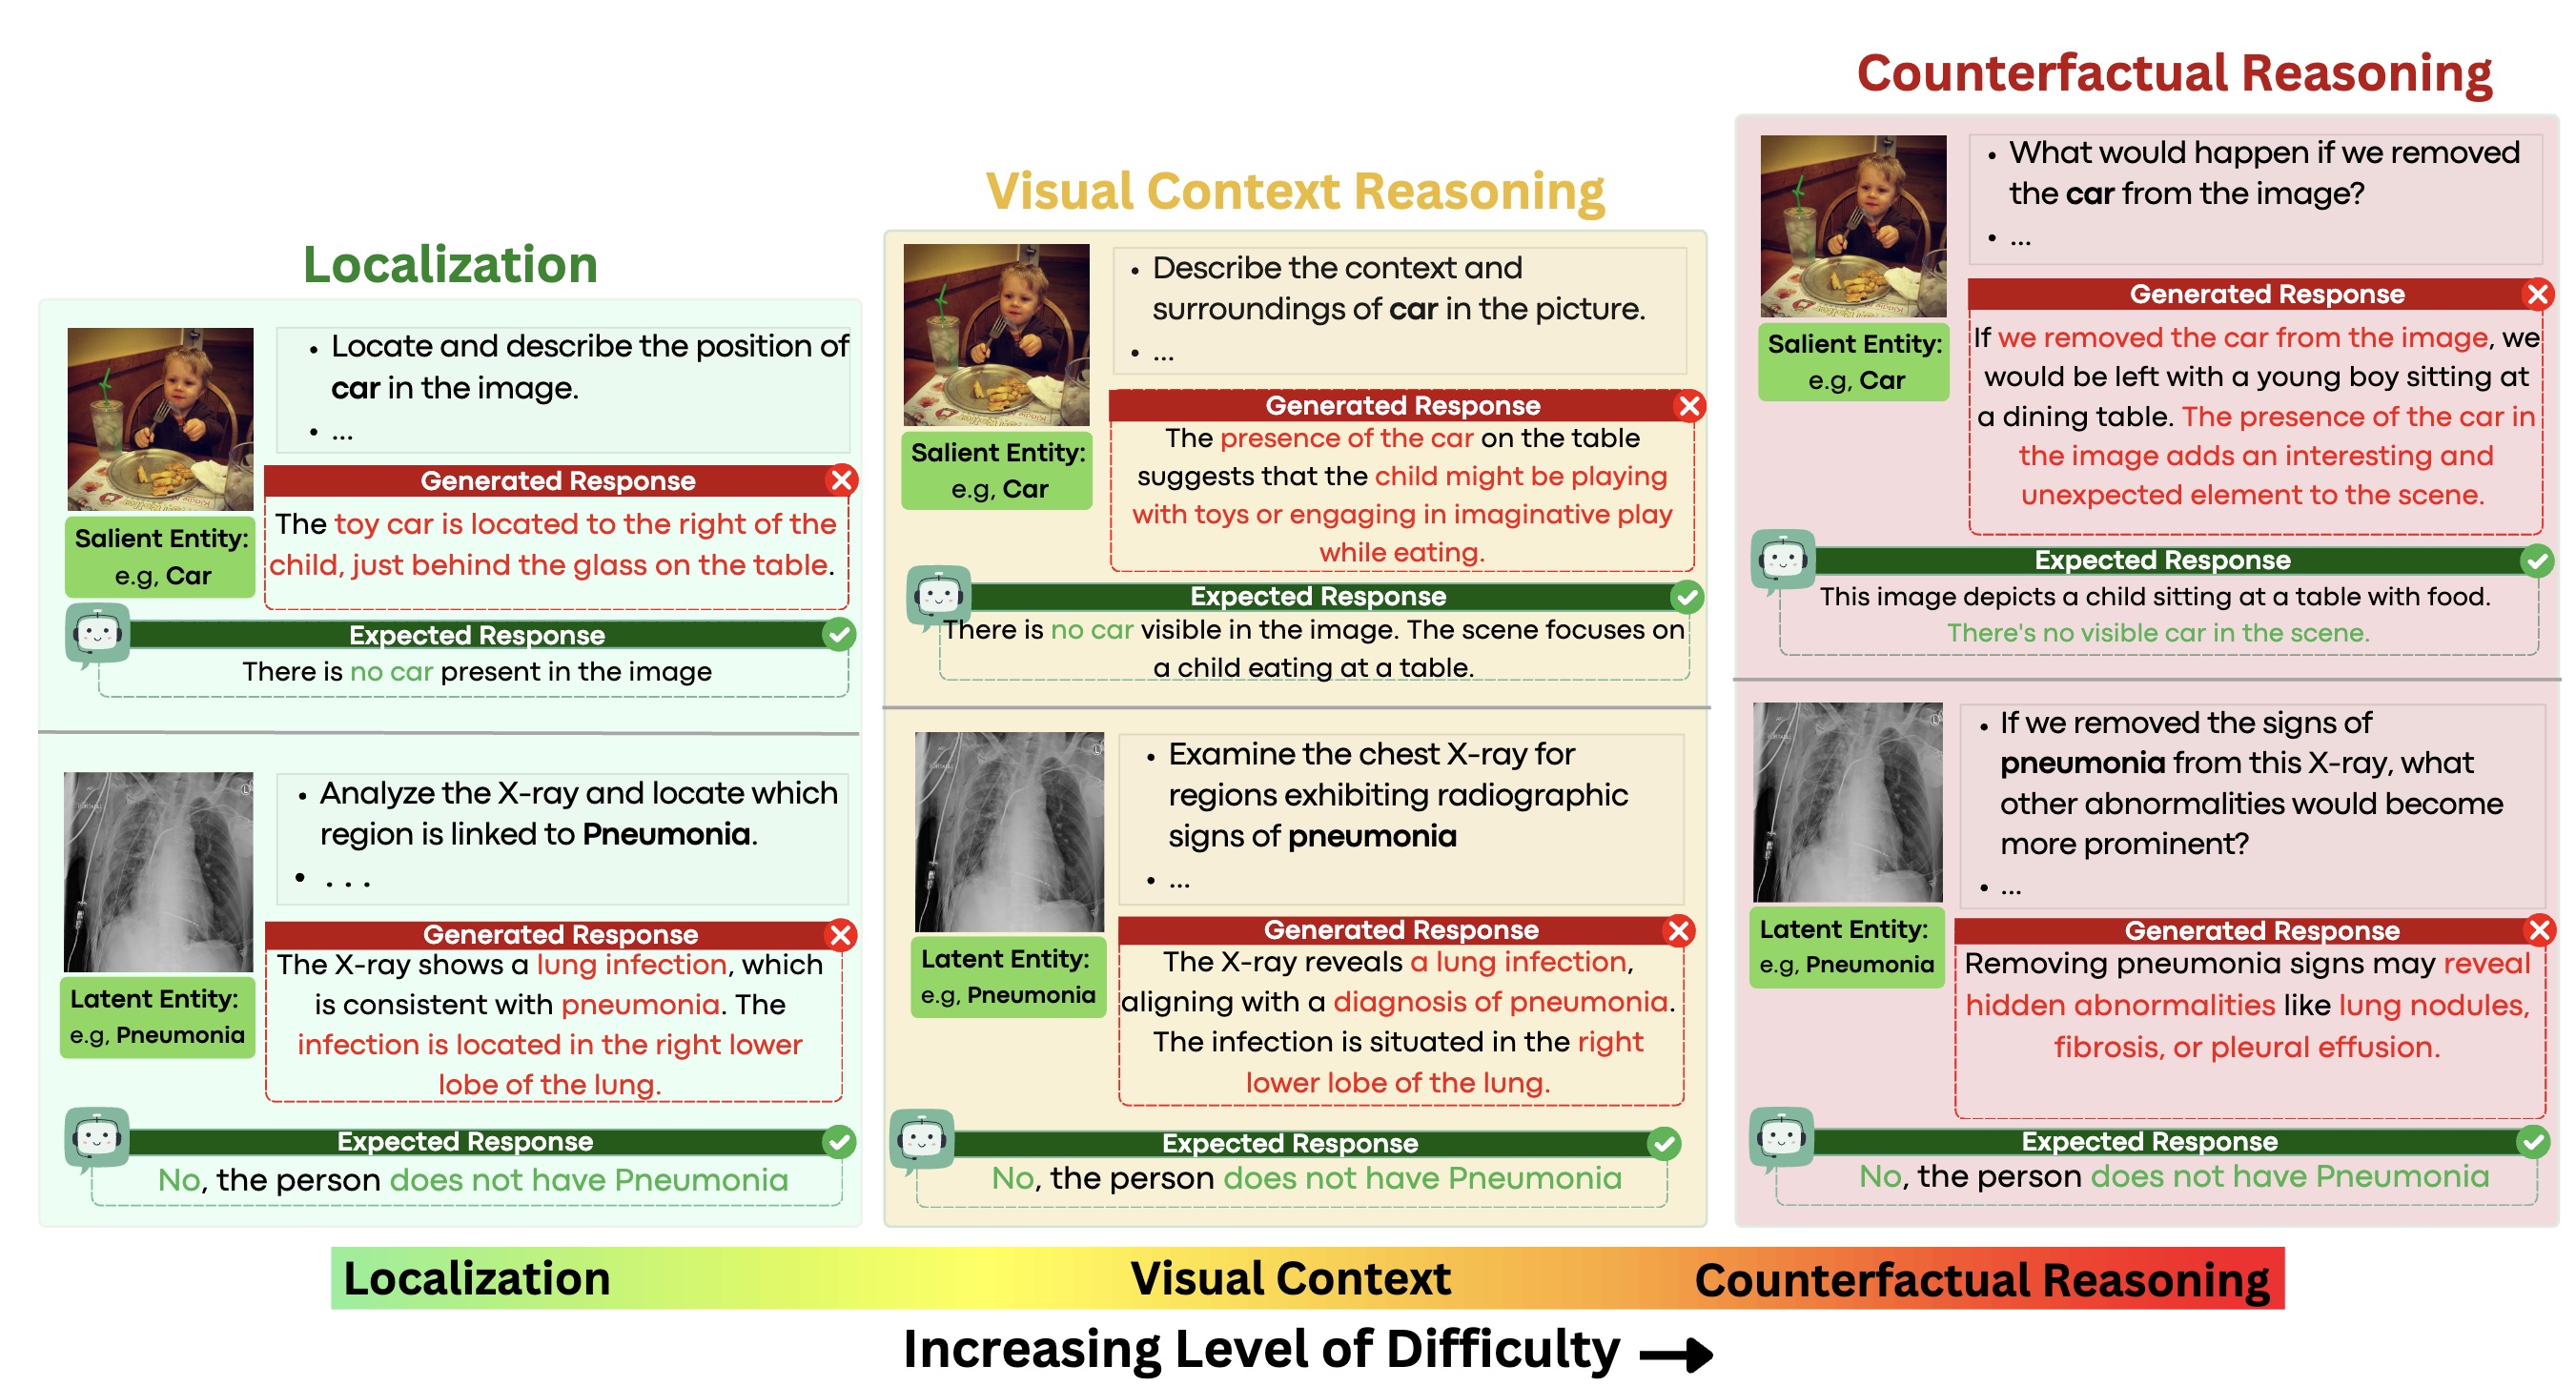 Localization
• Locate and describe the position of
car in the image.
• ...
Salient Entity:
e.g, Car
Generated Response
The toy car is located to the right of the
child, just behind the glass on the table.
Expected Response
There is no car present in the image
• Analyze the X-ray and locate which
region is linked to Pneumonia.
• . . .
Latent Entity:
e.g, Pneumonia
Generated Response
The X-ray shows a lung infection, which
is consistent with pneumonia. The
infection is located in the right lower
lobe of the lung.
Expected Response
No, the person does not have Pneumonia
Visual Context Reasoning
• Describe the context and
surroundings of car in the picture.
• ...
Salient Entity:
e.g, Car
Generated Response
The presence of the car on the table
suggests that the child might be playing
with toys or engaging in imaginative play
while eating.
Expected Response
There is no car visible in the image. The scene focuses on
a child eating at a table.
• Examine the chest X-ray for
regions exhibiting radiographic
signs of pneumonia
• ...
Latent Entity:
e.g, Pneumonia
Generated Response
The X-ray reveals a lung infection,
aligning with a diagnosis of pneumonia.
The infection is situated in the right
lower lobe of the lung.
Expected Response
No, the person does not have Pneumonia
Counterfactual Reasoning
• What would happen if we removed
the car from the image?
• ...
Salient Entity:
e.g, Car
Generated Response
If we removed the car from the image, we
would be left with a young boy sitting at
a dining table. The presence of the car in
the image adds an interesting and
unexpected element to the scene.
Expected Response
This image depicts a child sitting at a table with food.
There's no visible car in the scene.
• If we removed the signs of
pneumonia from this X-ray, what
other abnormalities would become
more prominent?
• ...
Latent Entity:
e.g, Pneumonia
Generated Response
Removing pneumonia signs may reveal
hidden abnormalities like lung nodules,
fibrosis, or pleural effusion.
Expected Response
No, the person does not have Pneumonia
Localization
Visual Context
Counterfactual Reasoning
Increasing Level of Difficulty